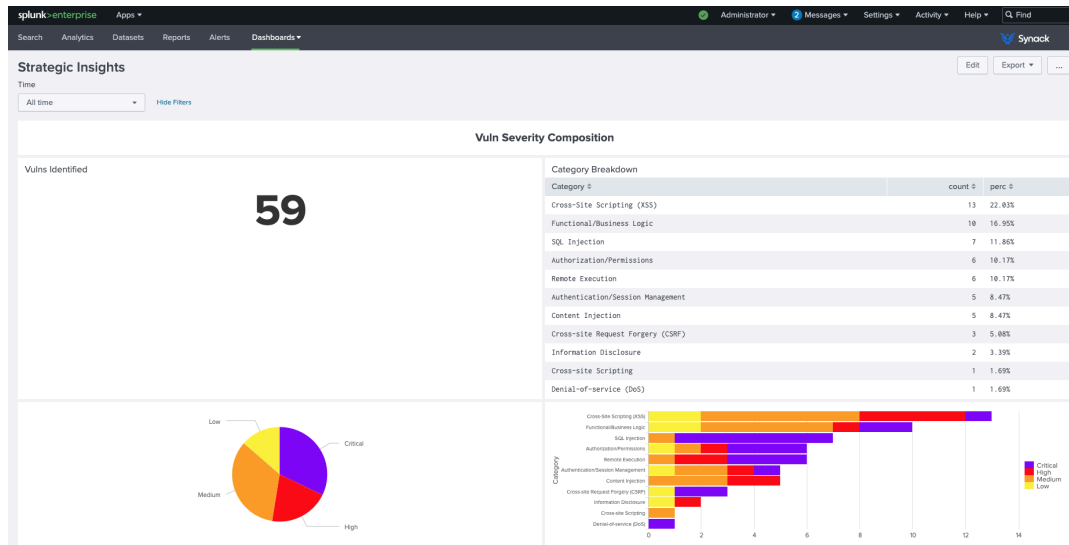 splunk>enterprise Apps Administrator 2 Messages Settings Activity Help Find
Search Analytics Datasets Reports Alerts Dashboards Synack
Strategic Insights Edit Export ...
Time
All time Hide Filters
Vuln Severity Composition
Vulns Identified
59
Category Breakdown
Category count perc
Cross-Site Scripting (XSS) 13 22.03%
Functional/Business Logic 10 16.95%
SQL Injection 7 11.86%
Authorization/Permissions 6 10.17%
Remote Execution 6 10.17%
Authentication/Session Management 5 8.47%
Content Injection 5 8.47%
Cross-site Request Forgery (CSRF) 3 5.08%
Information Disclosure 2 3.39%
Cross-site Scripting 1 1.69%
Denial-of-service (DoS) 1 1.69%
Low
Critical
Medium
High
Category
Cross-Site Scripting (XSS)
Functional/Business Logic
SQL Injection
Authorization/Permissions
Remote Execution
Authentication/Session Management
Content Injection
Cross-site Request Forgery (CSRF)
Information Disclosure
Cross-site Scripting
Denial-of-service (DoS)
0 2 4 6 8 10 12 14
Critical
High
Medium
Low